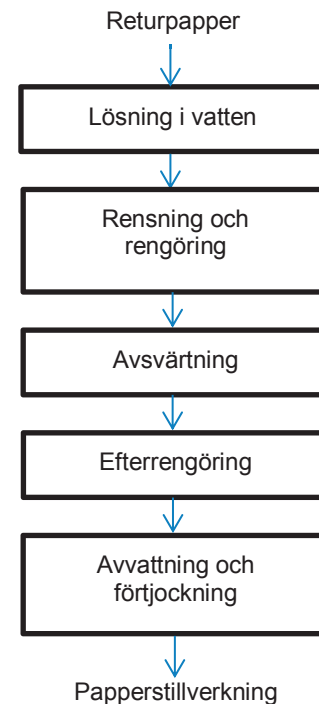 Returpapper
Lösning i vatten
Rensning och
rengöring
Avsvärtning
Efterrengöring
Avvattning och
förtjockning
Papperstillverkning